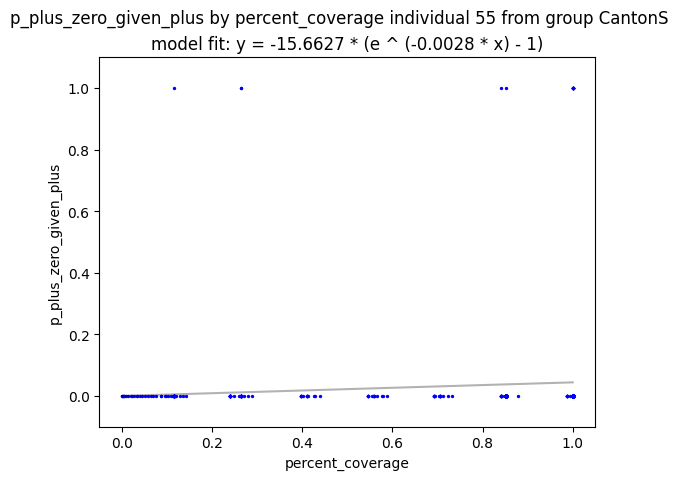 p_plus_zero_given_plus by percent_coverage individual 55 from group CantonS
model fit: y = -15.6627 * (e ^ (-0.0028 * x) - 1)
1.0
0.8
0.6
0.4
0.2
0.0
p_plus_zero_given_plus
0.0 0.2 0.4 0.6 0.8 1.0
percent_coverage